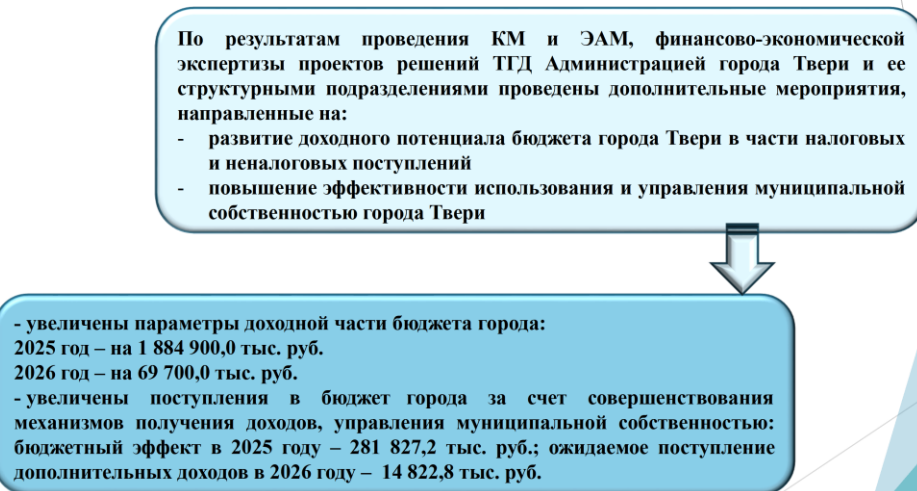 По результатам проведения КМ и ЭАМ, финансово-экономической
экспертизы проектов решений ТГД Администрацией города Твери и ее
структурными подразделениями проведены дополнительные мероприятия,
направленные на:
- развитие доходного потенциала бюджета города Твери в части налоговых
и неналоговых поступлений
- повышение эффективности использования и управления муниципальной
собственностью города Твери
- увеличены параметры доходной части бюджета города:
2025 год – на 1 884 900,0 тыс. руб.
2026 год – на 69 700,0 тыс. руб.
- увеличены поступления в бюджет города за счет совершенствования
механизмов получения доходов, управления муниципальной собственностью:
бюджетный эффект в 2025 году – 281 827,2 тыс. руб.; ожидаемое поступление
дополнительных доходов в 2026 году – 14 822,8 тыс. руб.